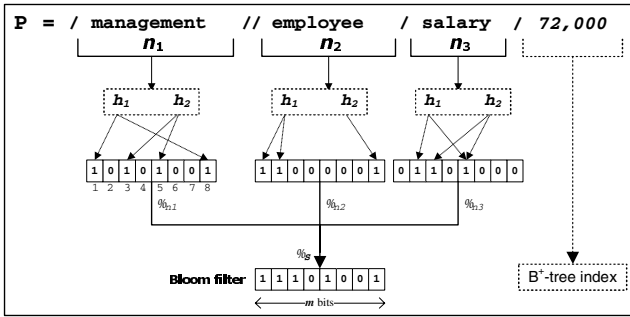 P = / management // employee / salary / 72,000
n1 n2 n3
h1 h2 h1 h2 h1 h2
1 0 1 0 1 0 0 1 1 1 0 0 0 0 0 1 0 1 1 0 1 0 0 0
1 2 3 4 5 6 7 8
%n1 %n2 %n3
%g
Bloom filter 1 1 1 0 1 0 0 1 B+-tree index
m bits